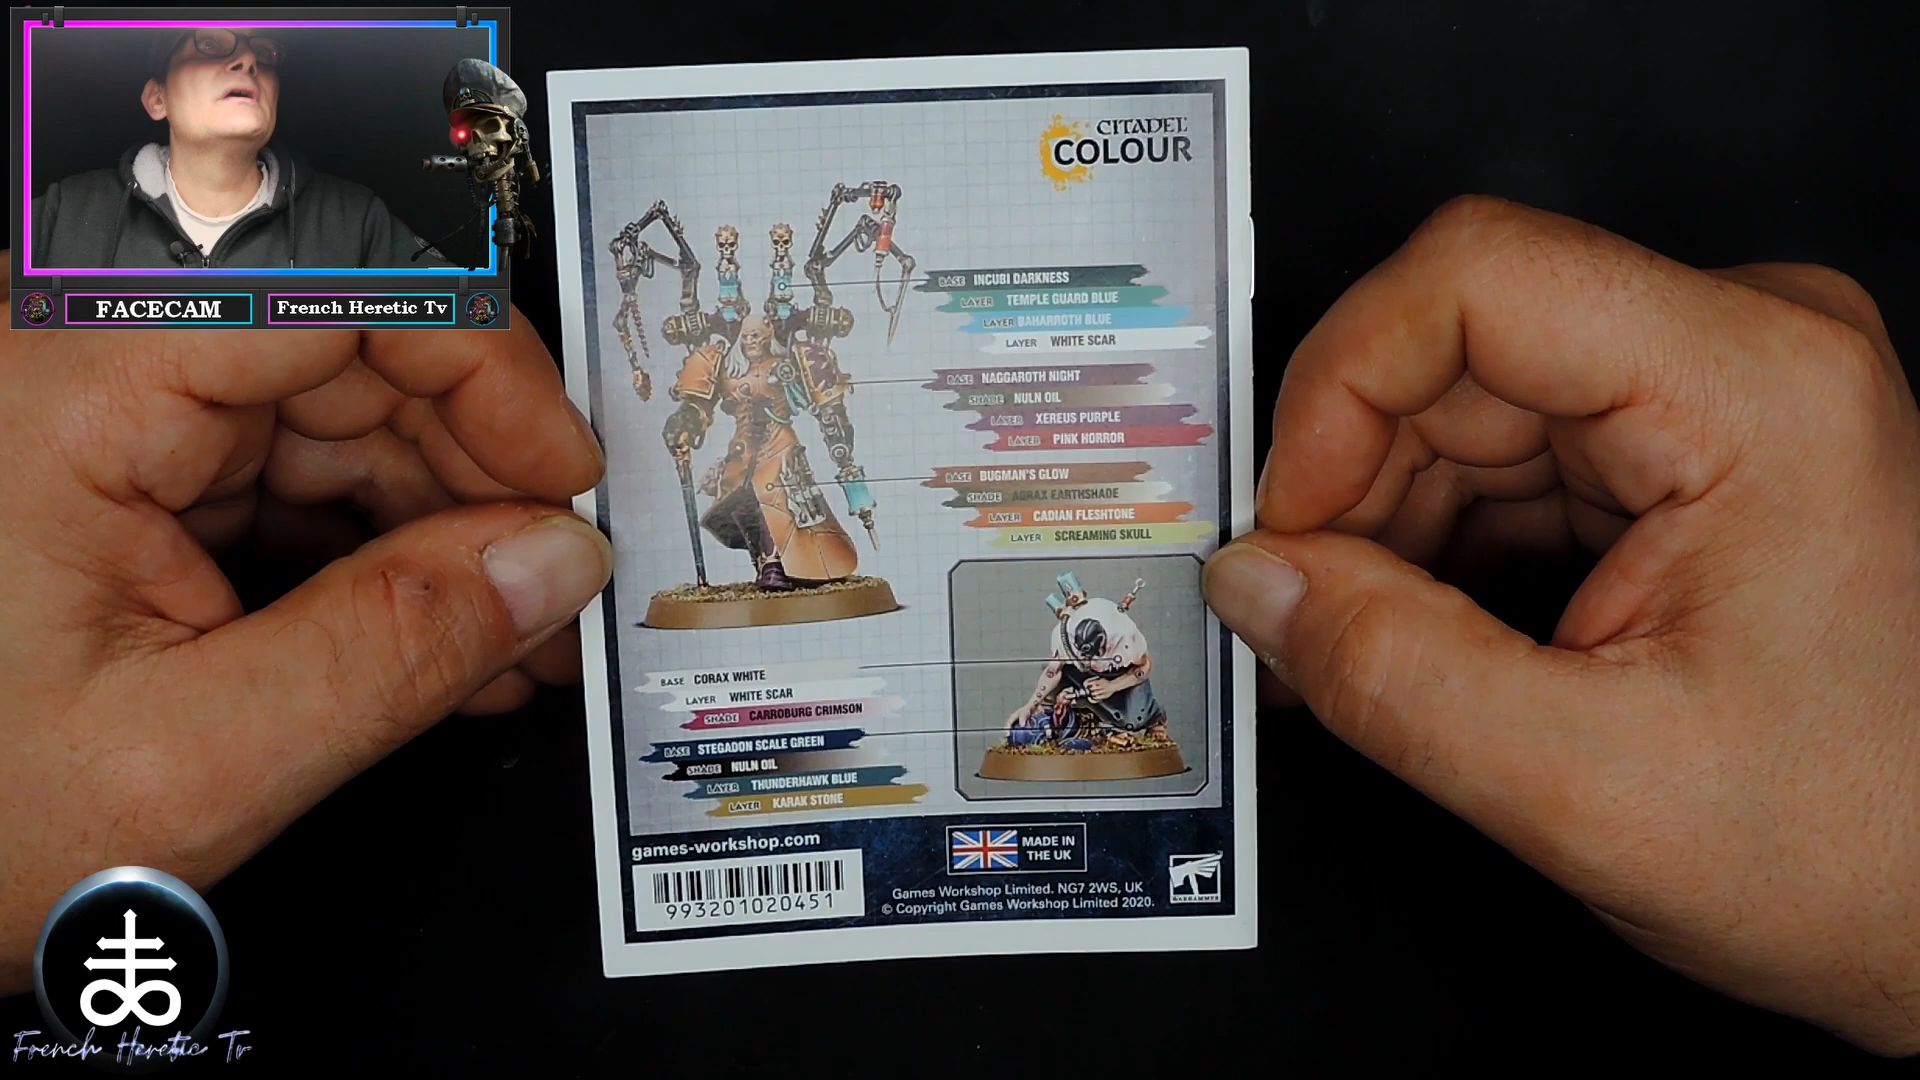 FACECAM
French Heretic Tv
CITADEL
COLOUR
BASE INCUBI DARKNESS
LAYER TEMPLE GUARD BLUE
LAYER BAHARROTH BLUE
LAYER WHITE SCAR
BASE NAGGAROTH NIGHT
SHADE NULN OIL
LAYER XEREUS PURPLE
LAYER PINK HORROR
BASE BUGMAN'S GLOW
SHADE AGRAX EARTHSHADE
LAYER CADIAN FLESHTONE
LAYER SCREAMING SKULL
BASE CORAX WHITE
LAYER WHITE SCAR
SHADE CARROBURG CRIMSON
BASE STEGADON SCALE GREEN
SHADE NULN OIL
LAYER THUNDERHAWK BLUE
LAYER KARAK STONE
games-workshop.com
993201020451
MADE IN
THE UK
Games Workshop Limited. NG7 2WS, UK
© Copyright Games Workshop Limited 2020.
WARHAMMER
French Heretic Tv